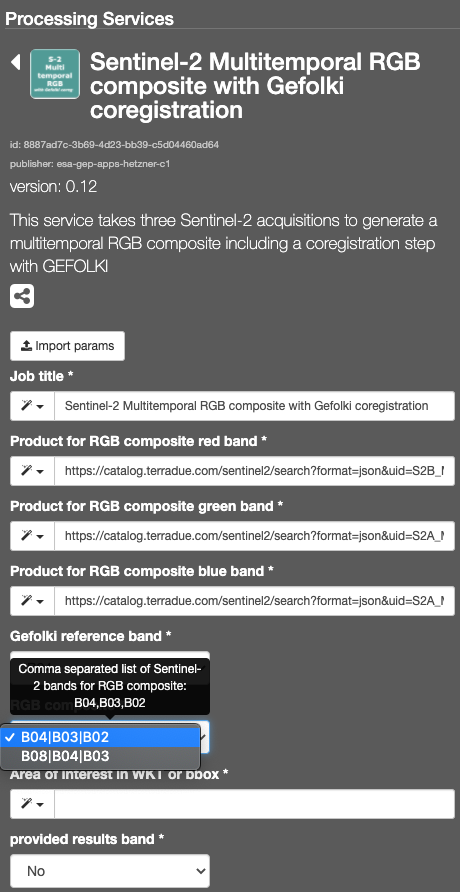 Processing Services
S-2
Multi
temporal
RGB
with Gefolki coreg
Sentinel-2 Multitemporal RGB
composite with Gefolki
coregistration
id: 8887ad7c-3b69-4d23-bb39-c5d04460ad64
publisher: esa-gep-apps-hetzner-c1
version: 0.12
This service takes three Sentinel-2 acquisitions to generate a
multitemporal RGB composite including a coregistration step
with GEFOLKI
Import params
Job title *
Sentinel-2 Multitemporal RGB composite with Gefolki coregistration
Product for RGB composite red band *
https://catalog.terradue.com/sentinel2/search?format=json&uid=S2B_
Product for RGB composite green band *
https://catalog.terradue.com/sentinel2/search?format=json&uid=S2A_
Product for RGB composite blue band *
https://catalog.terradue.com/sentinel2/search?format=json&uid=S2A_
Gefolki reference band *
Comma separated list of Sentinel-
2 bands for RGB composite:
B04,B03,B02
B04|B03|B02
B08|B04|B03
Area of interest in WKT or bbox *
provided results band *
No